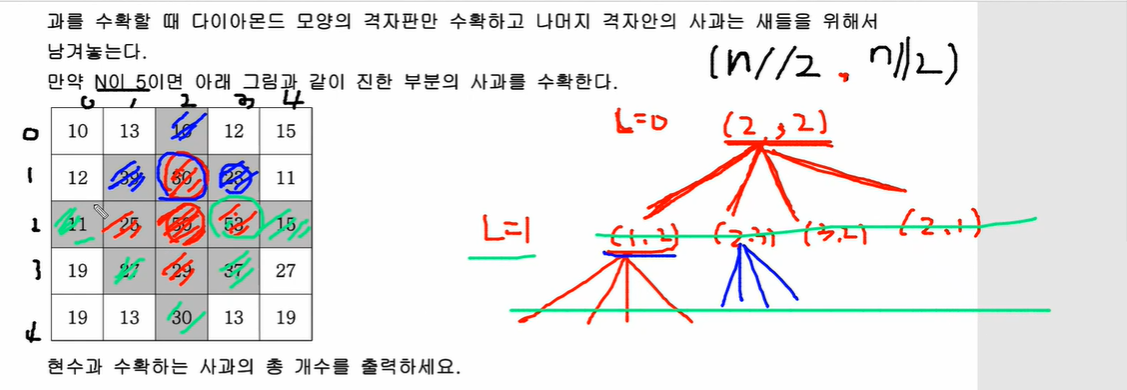 과를 수확할 때 다이아몬드 모양의 격자판만 수확하고 나머지 격자안의 사과는 새들을 위해서
남겨놓는다.
만약 N이 5이면 아래 그림과 같이 진한 부분의 사과를 수확한다.
(n//2, n//2)
0 1 2 3 4
0 10 13 10 12 15
1 12 39 30 23 11
2 11 25 50 53 15
3 19 27 29 37 27
4 19 13 30 13 19
L=0 (2, 2)
L=1 (1, 2) (2, 3) (3, 2) (2, 1)
현수과 수확하는 사과의 총 개수를 출력하세요.